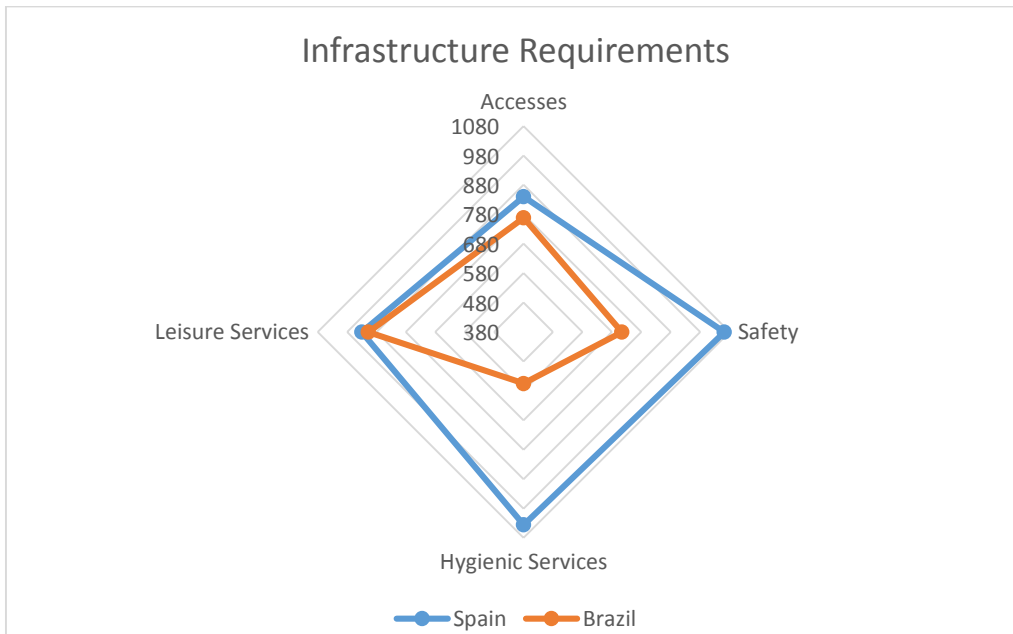 Infrastructure Requirements
Accesses
1080
980
880
780
680
580
480
380
Leisure Services
Safety
Hygienic Services
Spain
Brazil